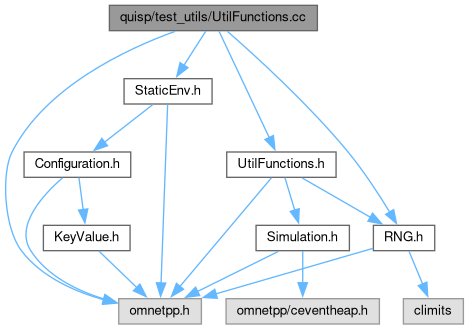 quisp/test_utils/UtilFunctions.cc
StaticEnv.h
Configuration.h
UtilFunctions.h
KeyValue.h
Simulation.h
RNG.h
omnetpp.h
omnetpp/ceventheap.h
climits